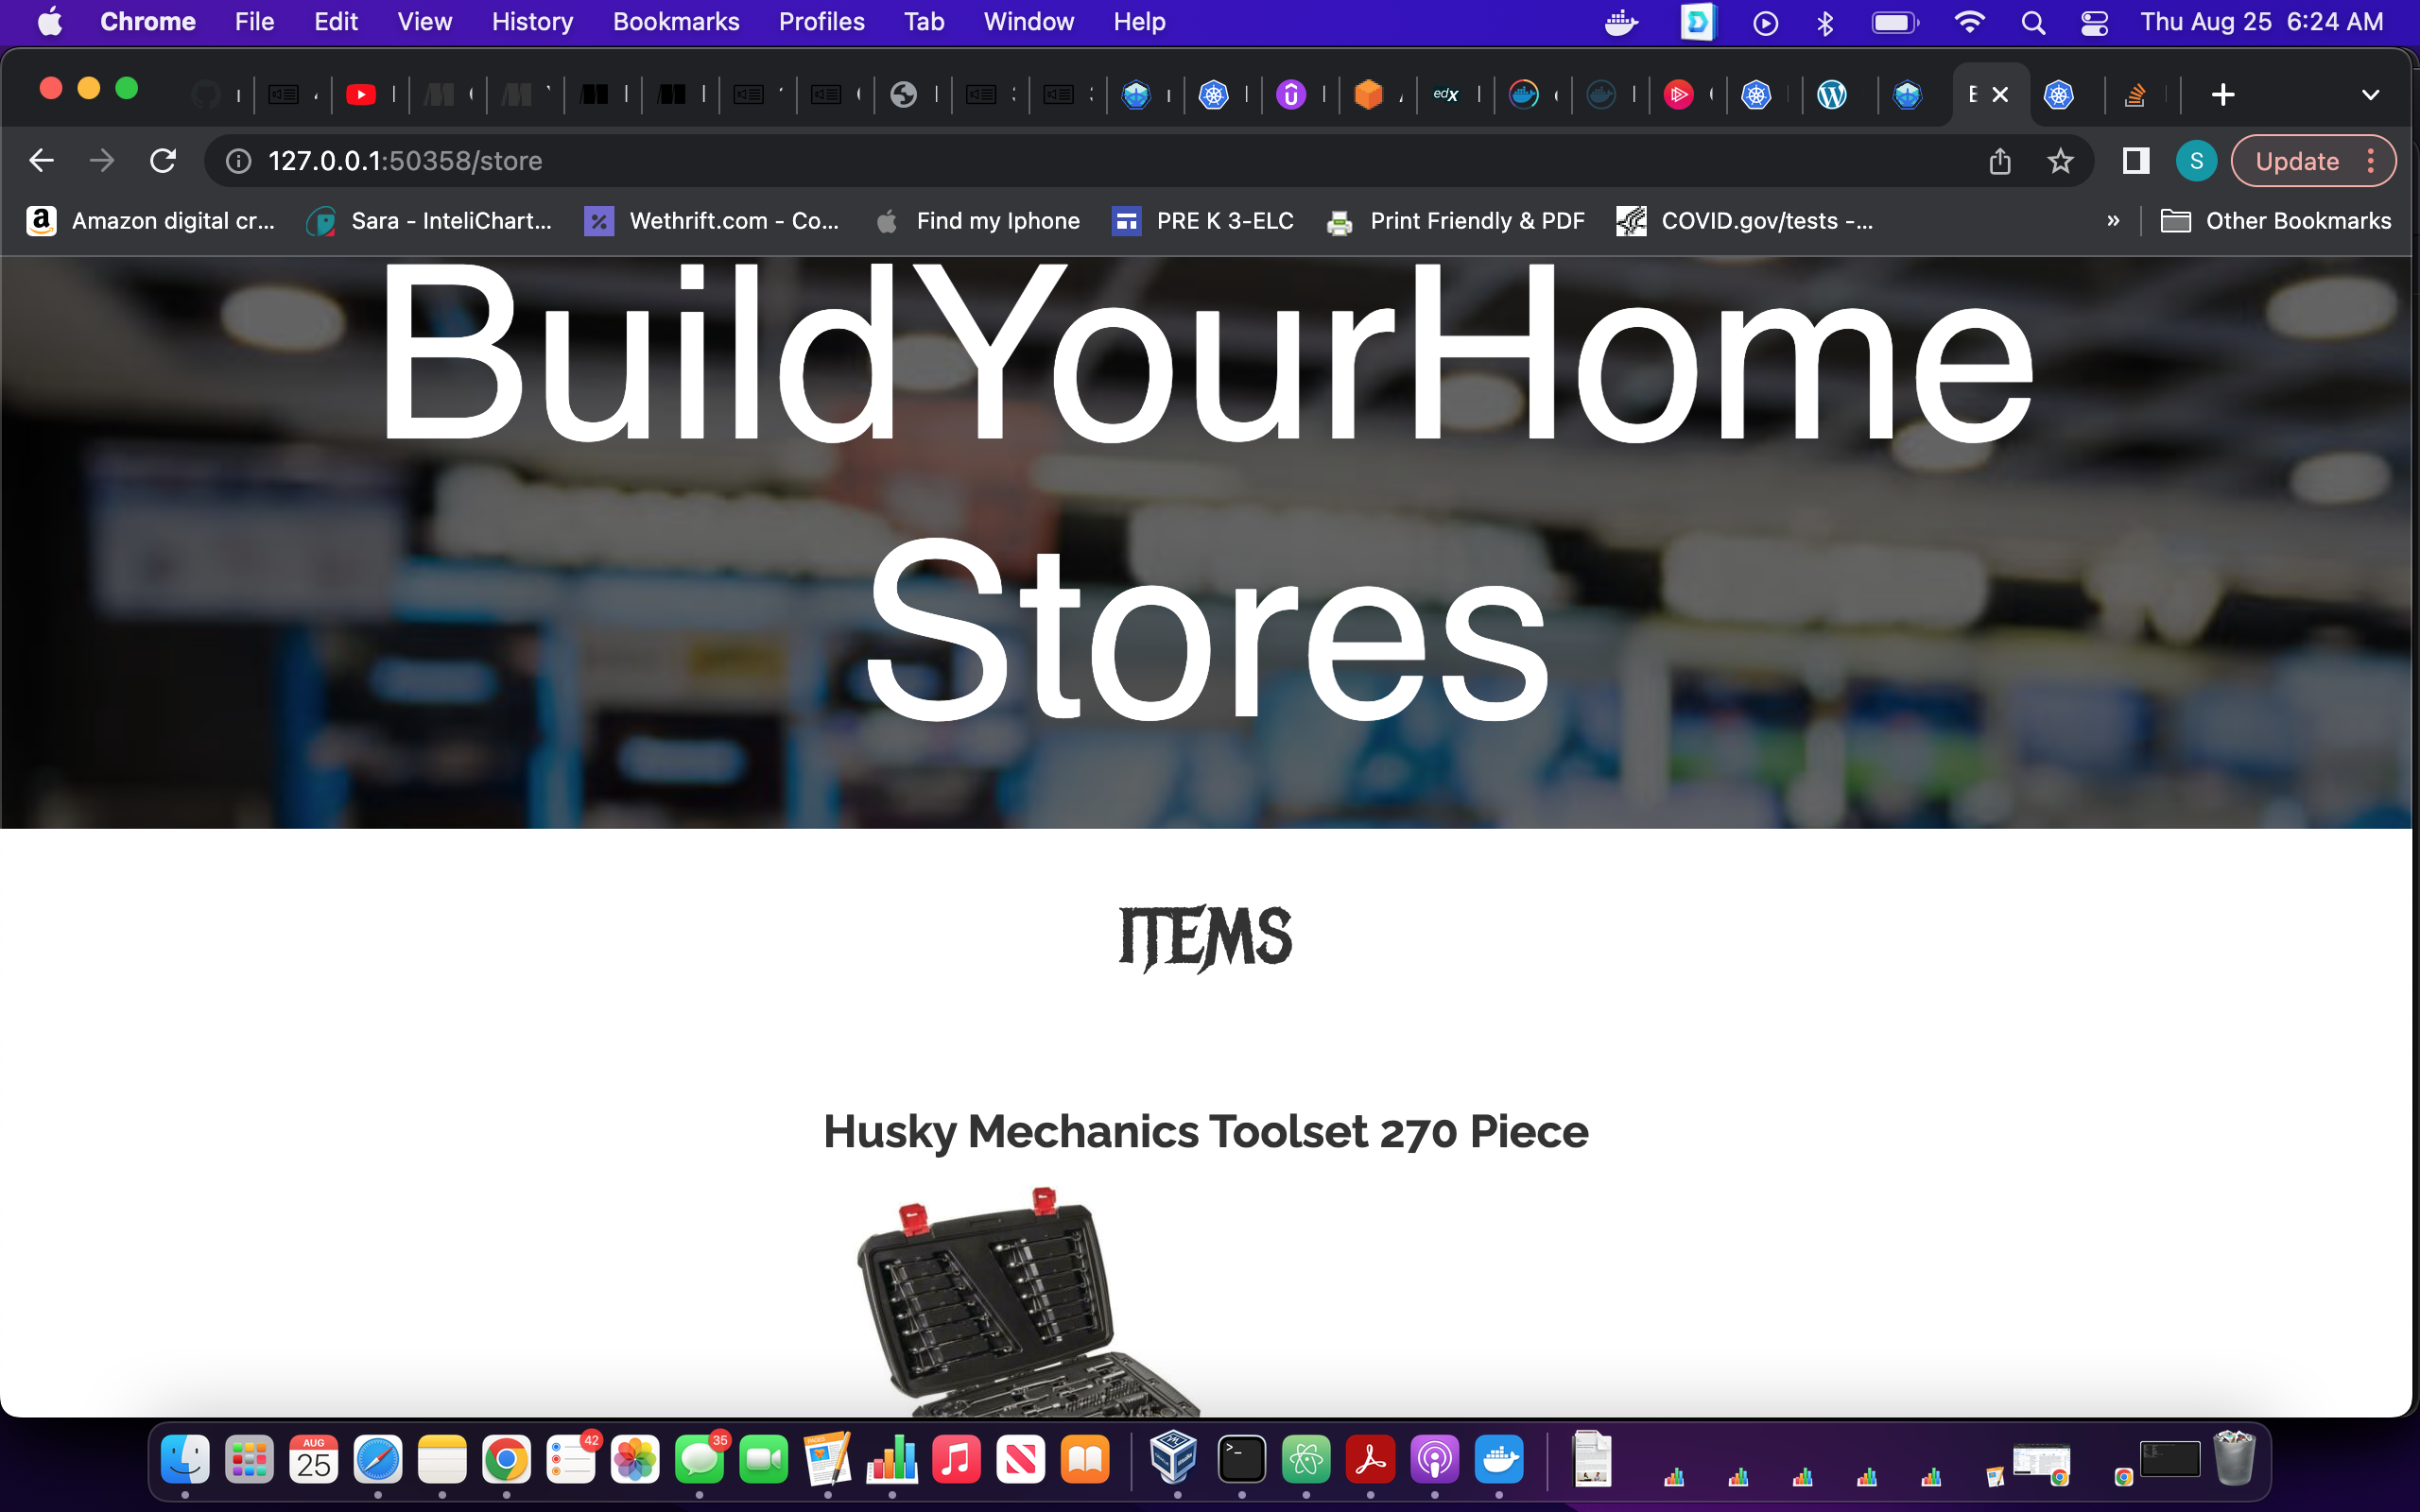 Chrome File Edit View History Bookmarks Profiles Tab Window Help Thu Aug 25 6:24 AM
edX E
127.0.0.1:50358/store S Update
Amazon digital cr... Sara - InteliChart... Wethrift.com - Co... Find my Iphone PRE K 3-ELC Print Friendly & PDF COVID.gov/tests -... » Other Bookmarks
BuildYourHome
Stores
ITEMS
Husky Mechanics Toolset 270 Piece
AUG
25
42
35